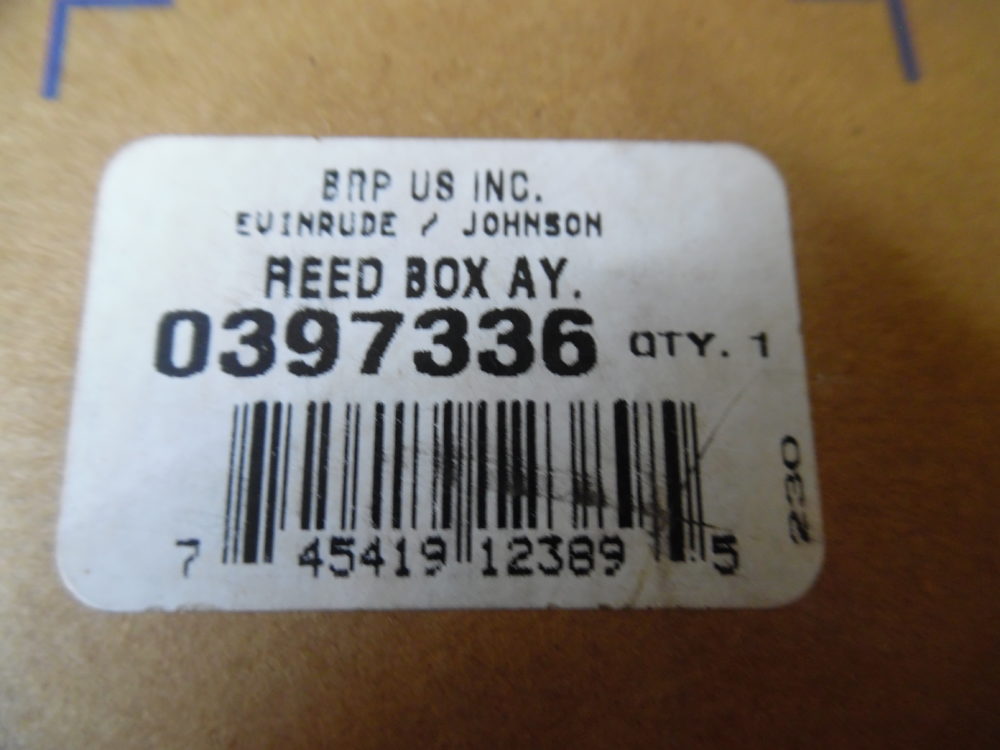 BRP US INC.
EVINRUDE / JOHNSON
REED BOX AY.
0397336 QTY. 1
7 45419 12389 5
230